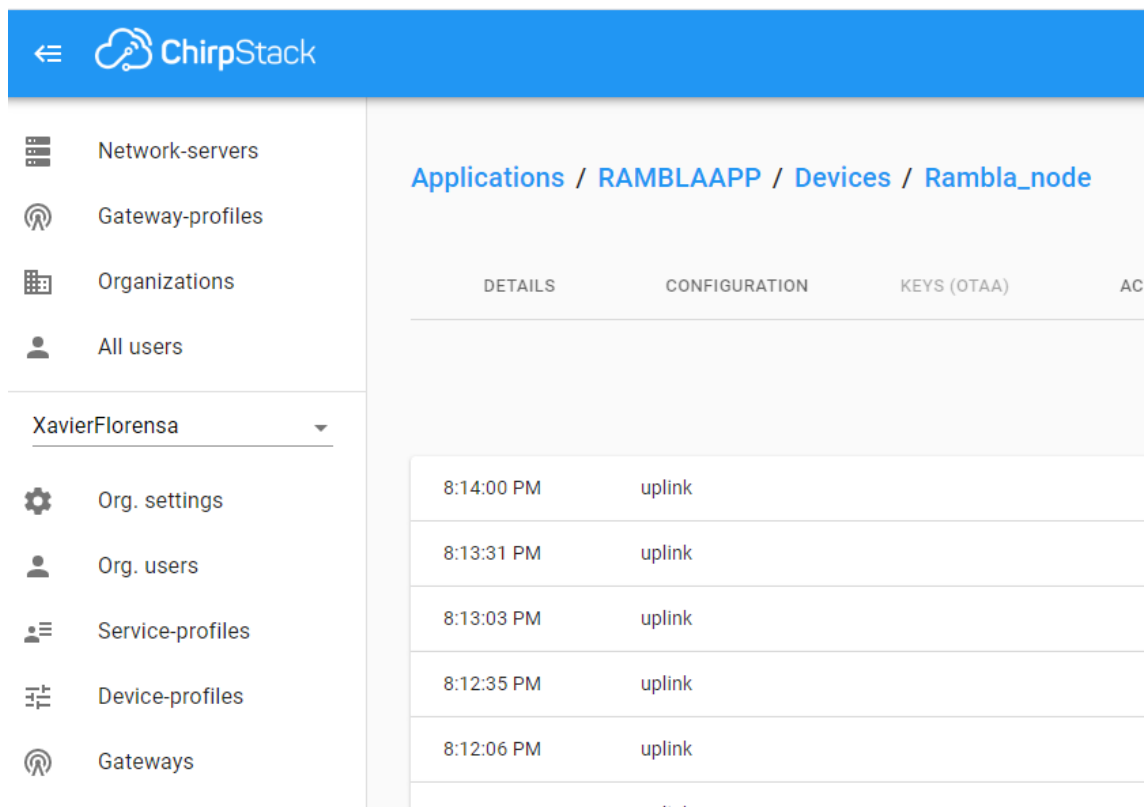 ChirpStack
Network-servers
Gateway-profiles
Organizations
All users
XavierFlorensa
Org. settings
Org. users
Service-profiles
Device-profiles
Gateways
Applications / RAMBLAAPP / Devices / Rambla_node
DETAILS CONFIGURATION KEYS (OTAA) AC
8:14:00 PM uplink
8:13:31 PM uplink
8:13:03 PM uplink
8:12:35 PM uplink
8:12:06 PM uplink